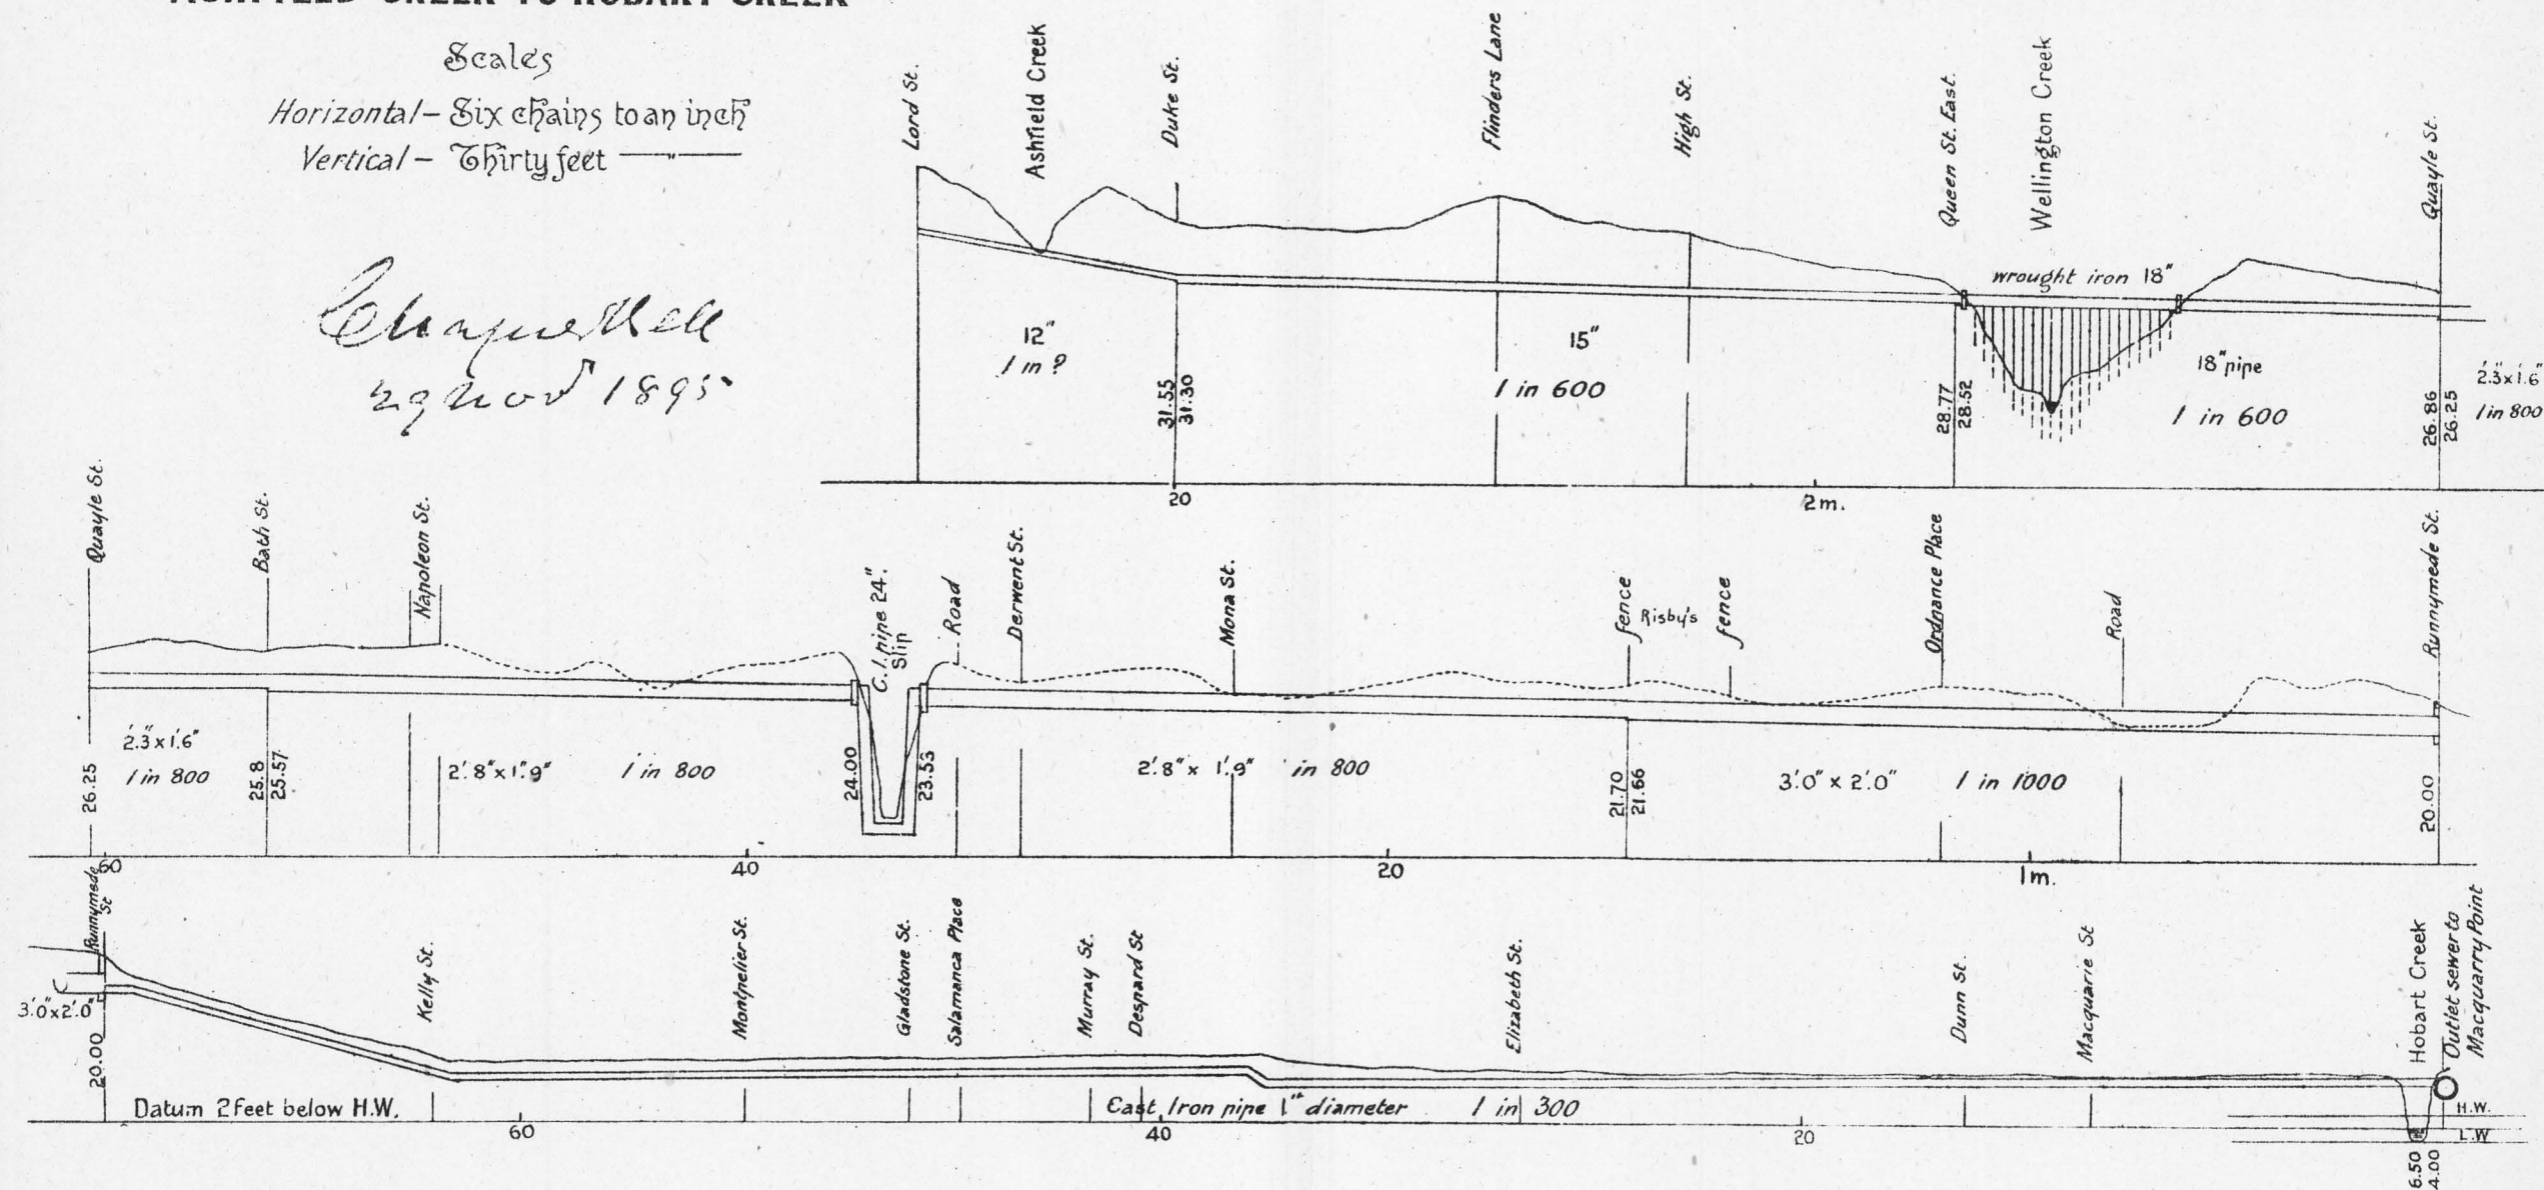 Scales
Horizontal – Six chains to an inch
Vertical – Thirty feet —"—
29 Nov 1895
Lord St.
Ashfield Creek
Duke St.
Flinders Lane
High St.
Queen St. East.
Wellington Creek
Quayle St.
wrought iron 18"
12"
1 in ?
31.55
31.30
15"
1 in 600
28.77
28.52
18" pipe
1 in 600
26.86
26.25
2'.3"x1'.6"
1 in 800
20
2m.
Quayle St.
Bath St.
Napoleon St.
C.I. pipe 24".
Slip
Road
Derwent St.
Mona St.
fence
Risby's
fence
Ordnance Place
Road
Runnymede St.
26.25
2'.3"x1'.6"
1 in 800
25.8
25.57
2'.8"x1'.9"
1 in 800
24.00
23.53
2'.8"x 1'.9"
in 800
21.70
21.66
3'.0" x 2'.0"
1 in 1000
20.00
60
40
20
1m.
Runnymede St
Kelly St.
Montpelier St.
Gladstone St.
Salamanca Place
Murray St.
Despard St
Elizabeth St.
Dunn St.
Macquarie St
Hobart Creek
Outlet sewer to
Macquarry Point
3'.0"x2'.0"
20.00
Datum 2 Feet below H.W.
Cast Iron pipe diameter
1 in 300
H.W.
L.W
60
40
20
6.50
4.00